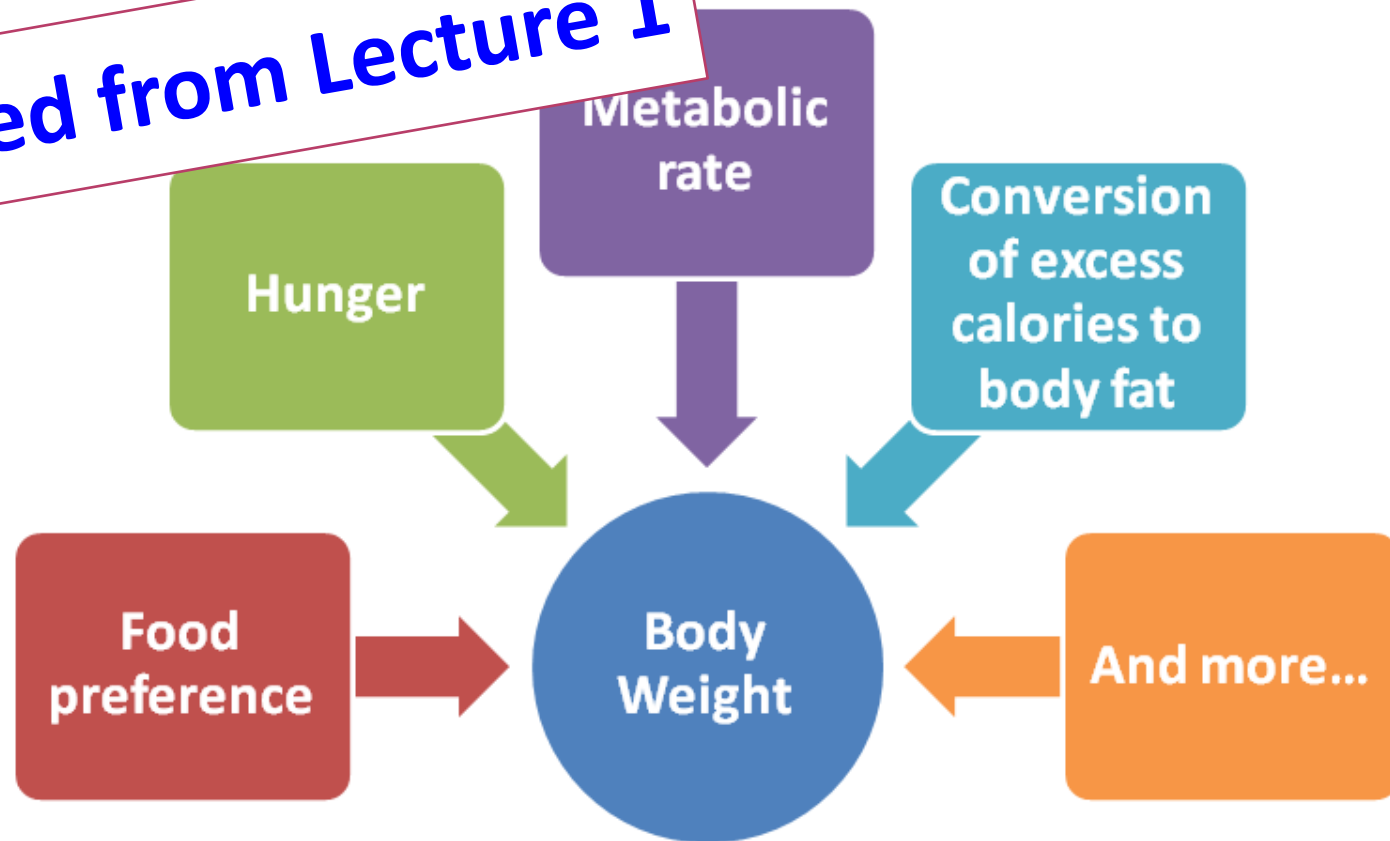 from Lecture 1
Metabolic
rate
Conversion
of excess
calories to
body fat
Hunger
Food
preference
Body
Weight
And more...